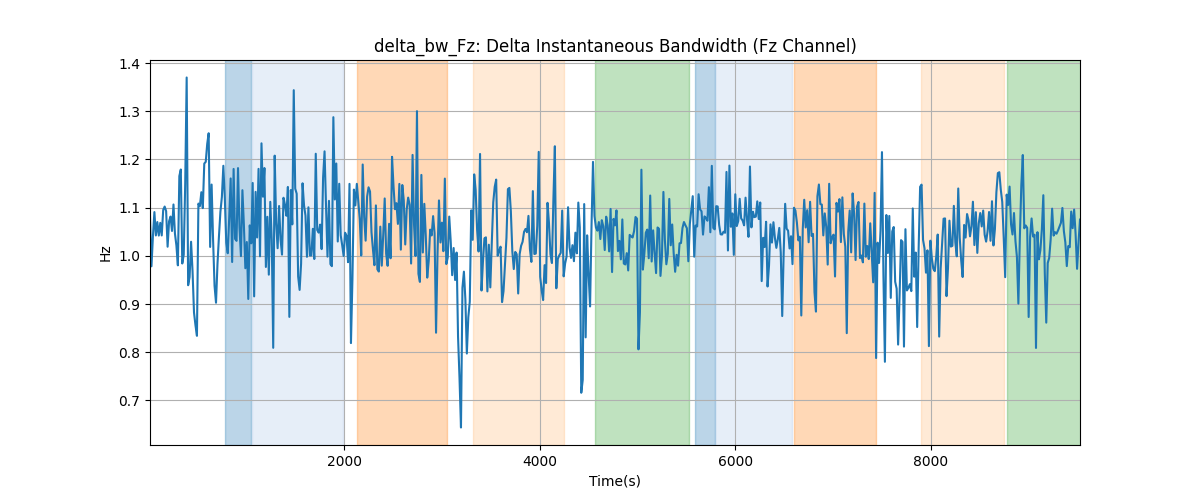 delta_bw_Fz: Delta Instantaneous Bandwidth (Fz Channel)
1.4
1.3
1.2
1.1
1.0
0.9
0.8
0.7
Hz
2000 4000 6000 8000
Time(s)